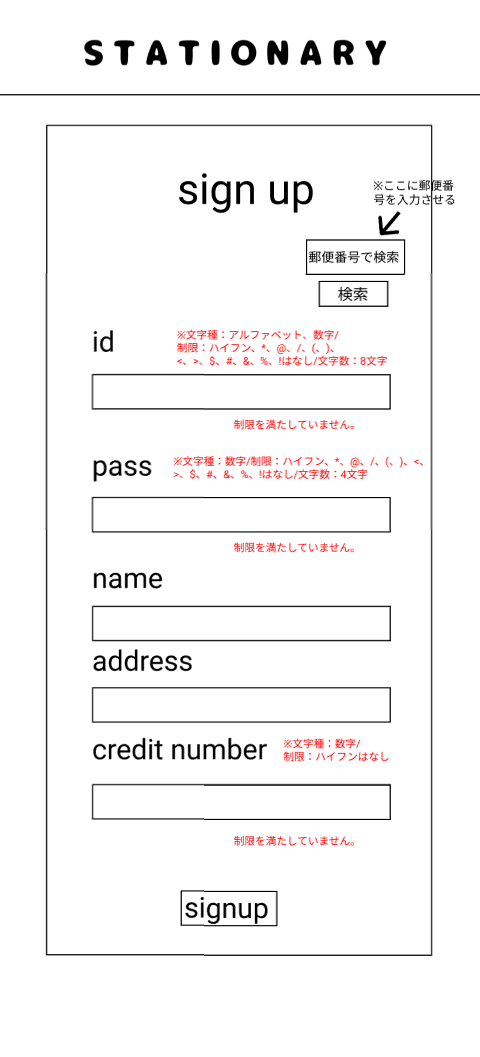 STATIONARY
sign up
※ここに郵便番
号を入力させる
郵便番号で検索
検索
id
※文字種：アルファベット、数字/
制限：ハイフン、*、@、/、(、)、
<、>、$、#、&、%、!はなし/文字数：8文字
制限を満たしていません。
pass
※文字種：数字/制限：ハイフン、*、@、/、(、)、<、
>、$、#、&、%、!はなし/文字数：4文字
制限を満たしていません。
name
address
credit number
※文字種：数字/
制限：ハイフンはなし
制限を満たしていません。
signup